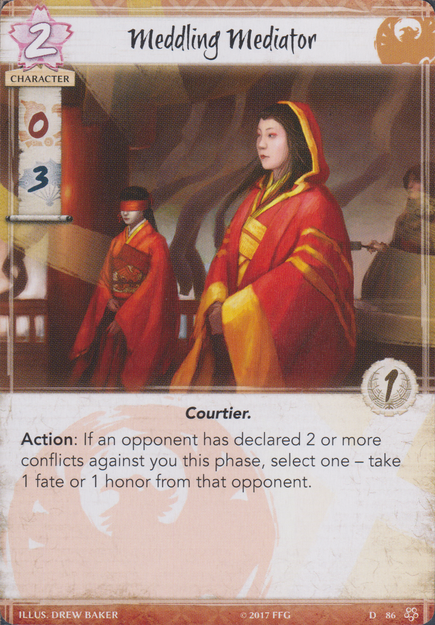 2
Meddling Mediator
CHARACTER
0
3
1
Courtier.
Action: If an opponent has declared 2 or more
conflicts against you this phase, select one – take
1 fate or 1 honor from that opponent.
ILLUS. DREW BAKER © 2017 FFG D 86